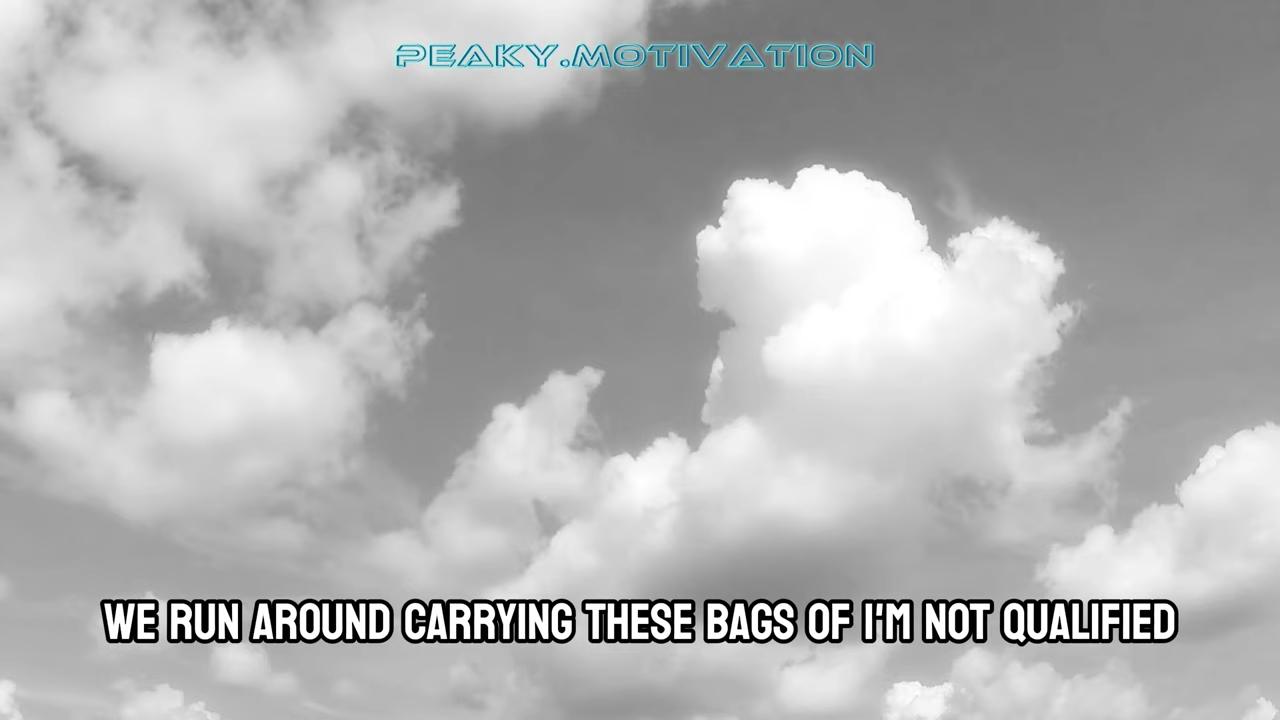 PEAKY.MOTIVATION
WE RUN AROUND CARRYING THESE BAGS OF I'M NOT QUALIFIED